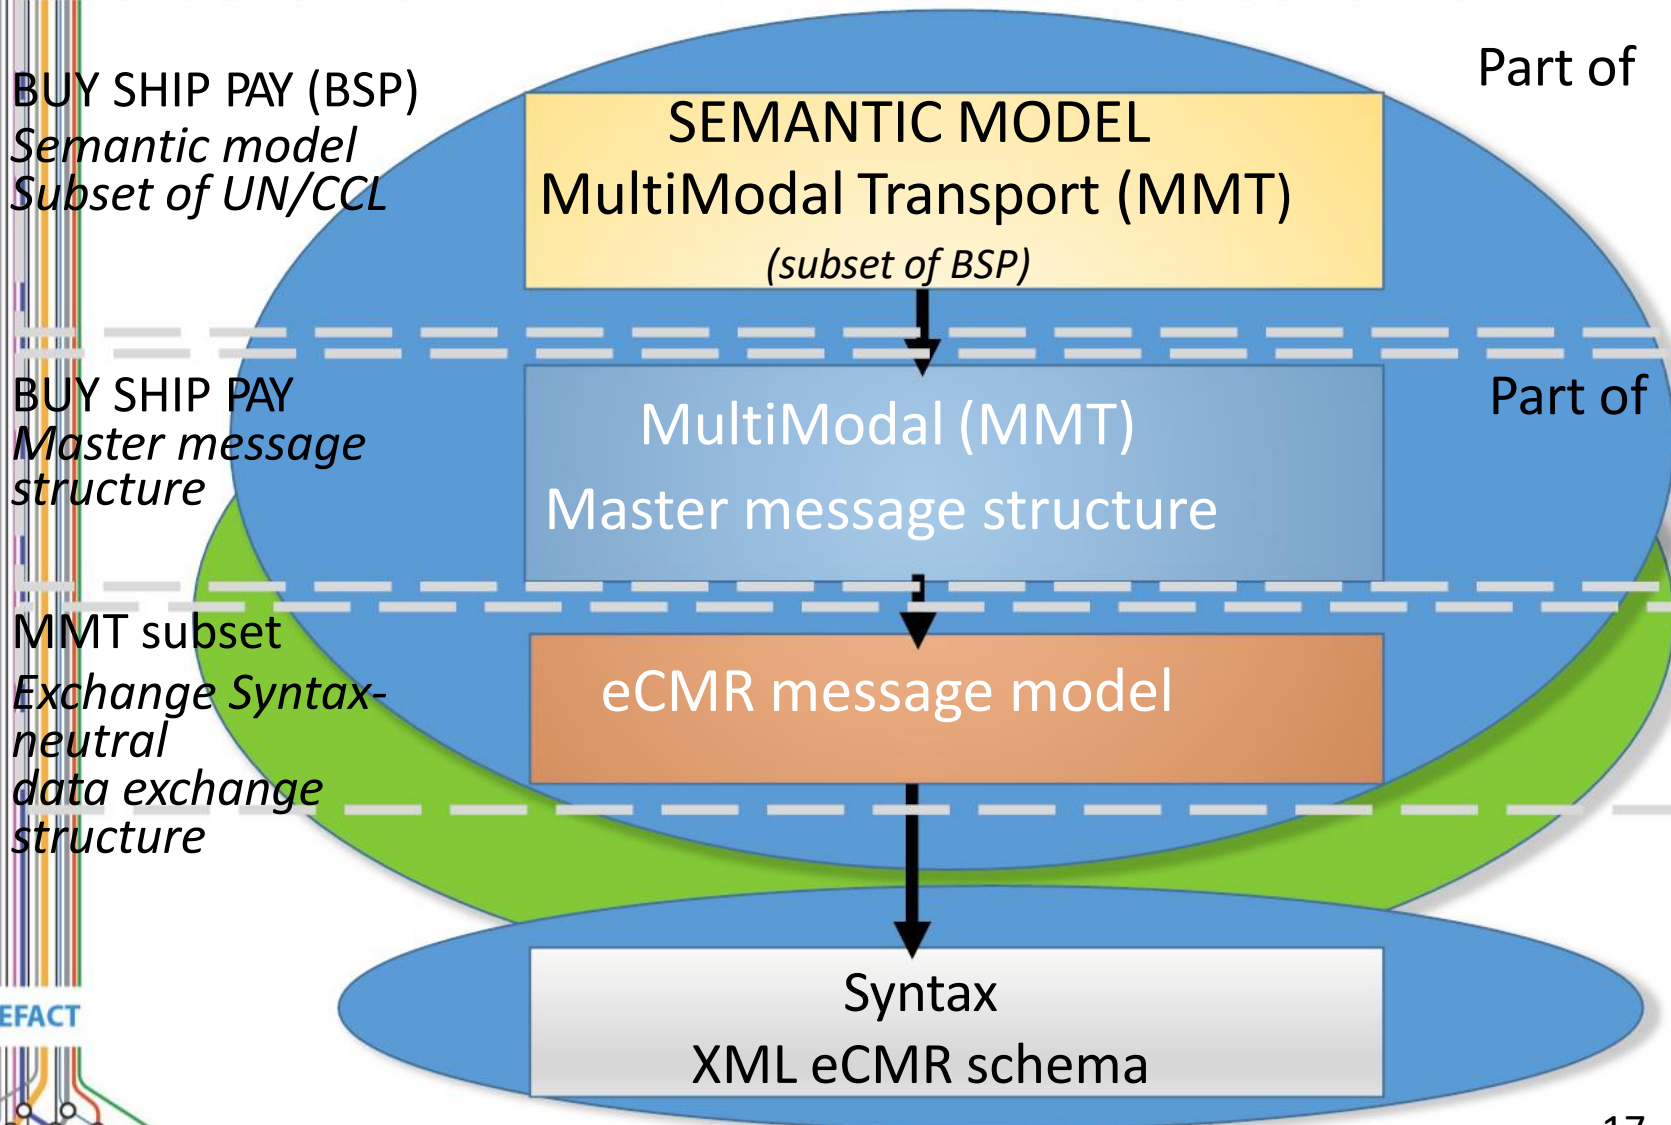 Part of
BUY SHIP PAY (BSP)
Semantic model
Subset of UN/CCL
SEMANTIC MODEL
MultiModal Transport (MMT)
(subset of BSP)
BUY SHIP PAY
Master message
structure
Part of
MultiModal (MMT)
Master message structure
MMT subset
Exchange Syntax-
neutral
data exchange
structure
eCMR message model
Syntax
XML eCMR schema
EFACT
17